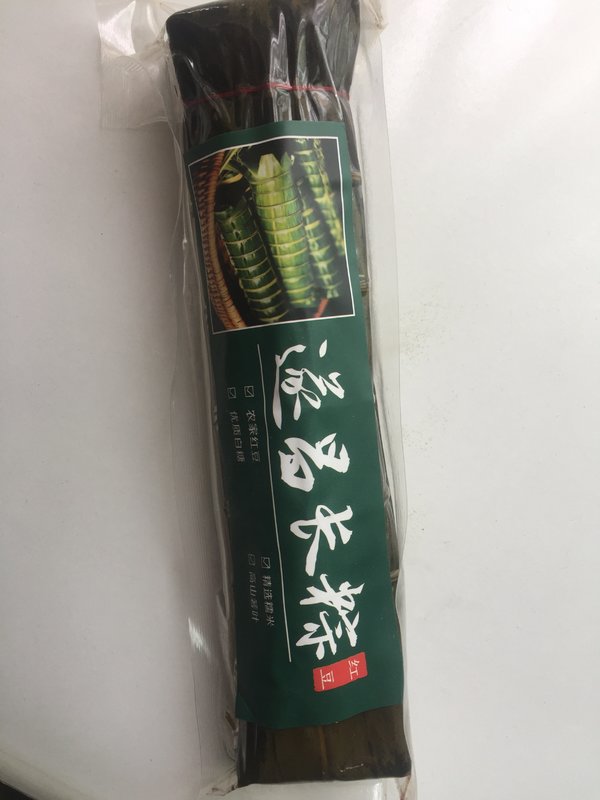 遂昌长粽
红豆
农家红豆 精选糯米
优质白糖 高山箬叶